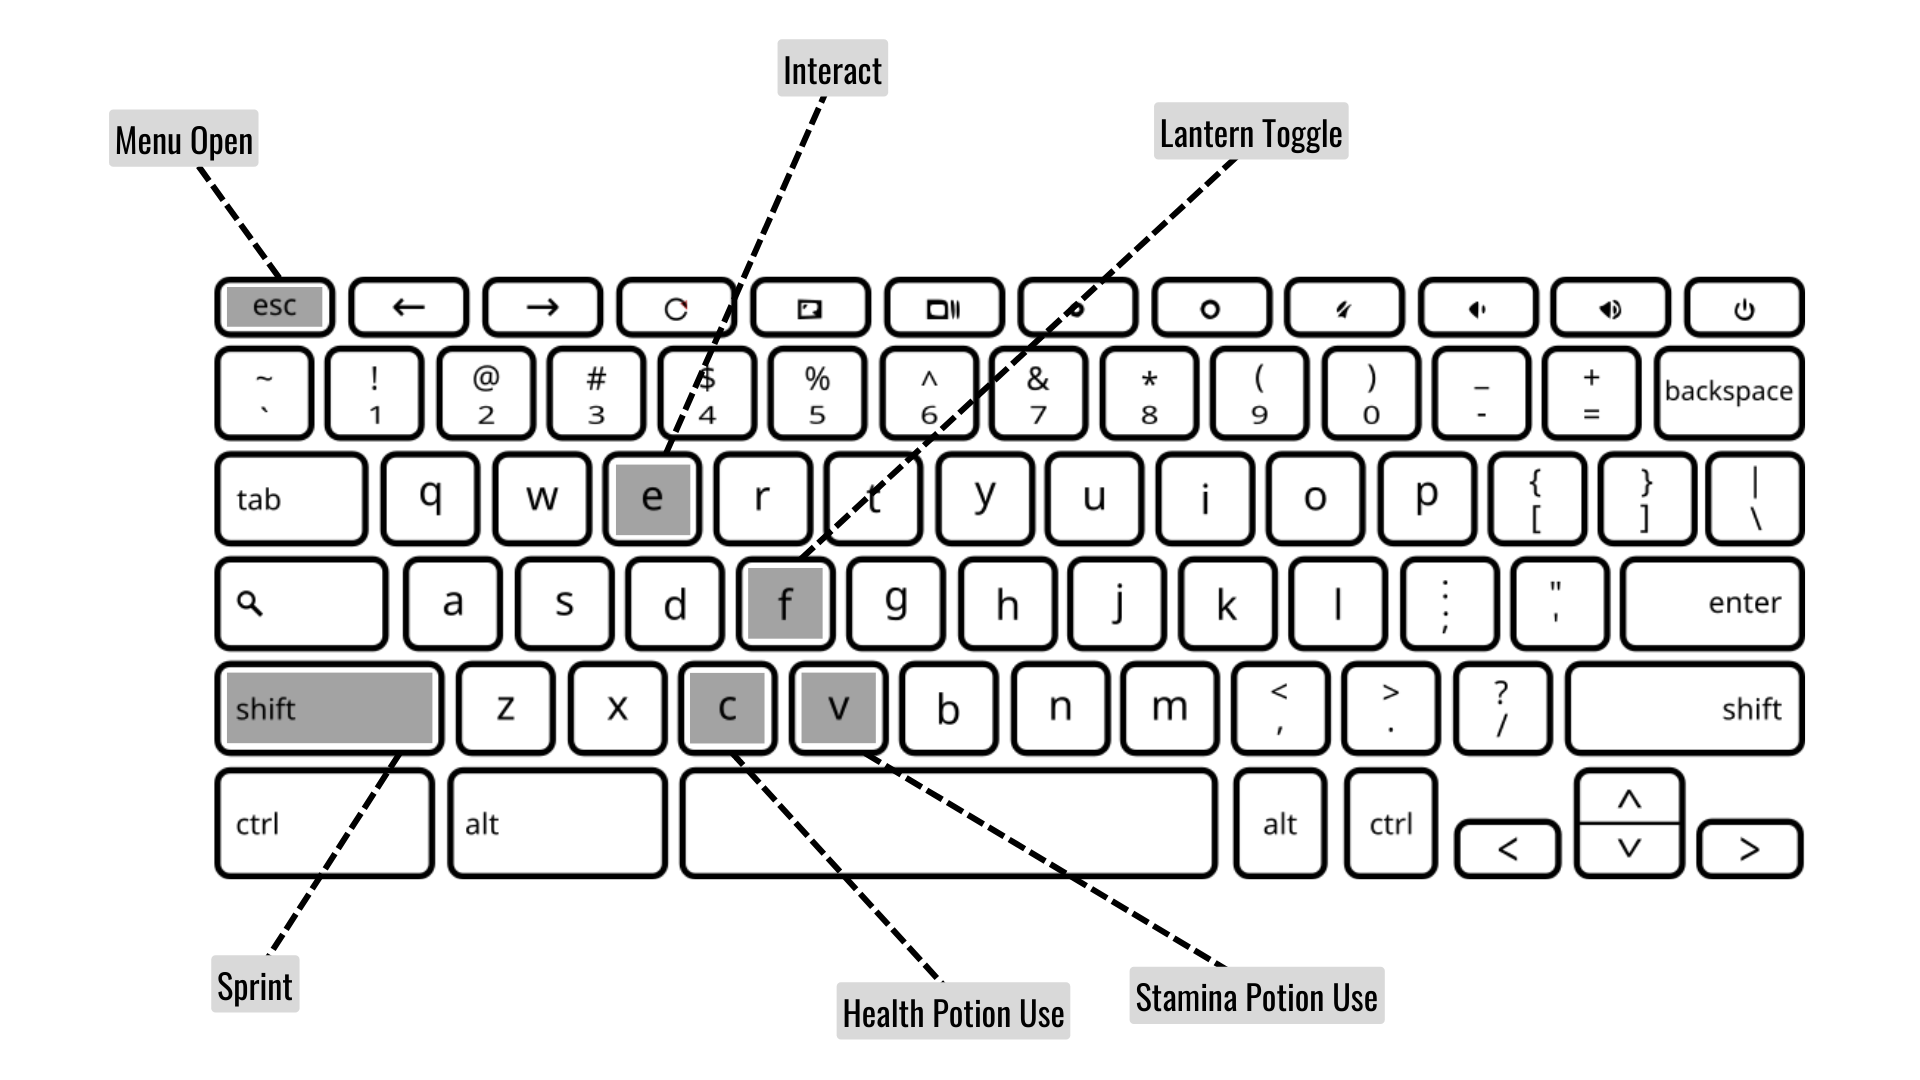 Interact
Menu Open
Lantern Toggle
esc
~ ! @ # $ % ^ & * ( ) _ +
` 1 2 3 4 5 6 7 8 9 0 - = backspace
tab q w e r t y u i o p { [ } ] | \
a s d f g h j k l : ; " ' enter
shift z x c v b n m < , > . ? / shift
ctrl alt alt ctrl < ^ v >
Sprint
Health Potion Use
Stamina Potion Use